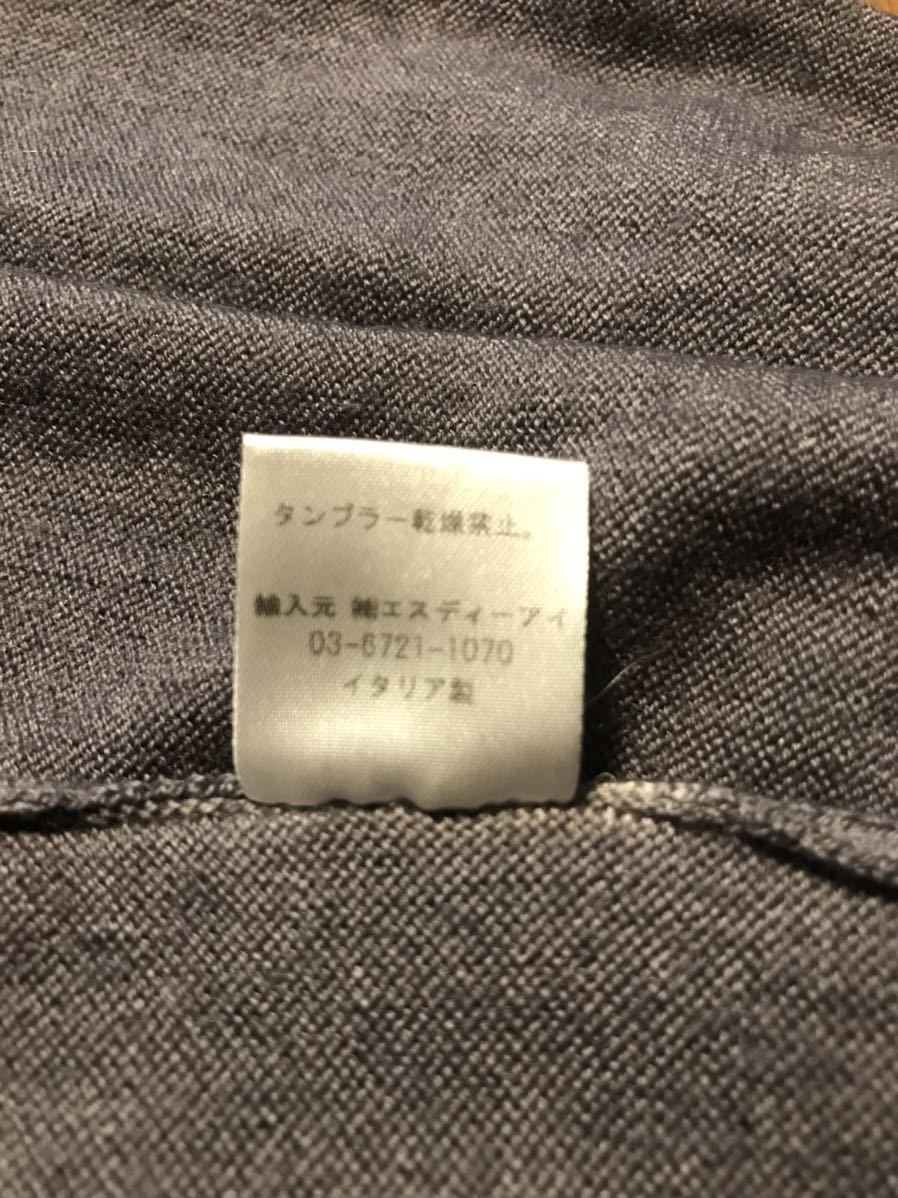 タンブラー乾燥禁止。
輸入元 ㈱エスディーアイ
03-6721-1070
イタリア製